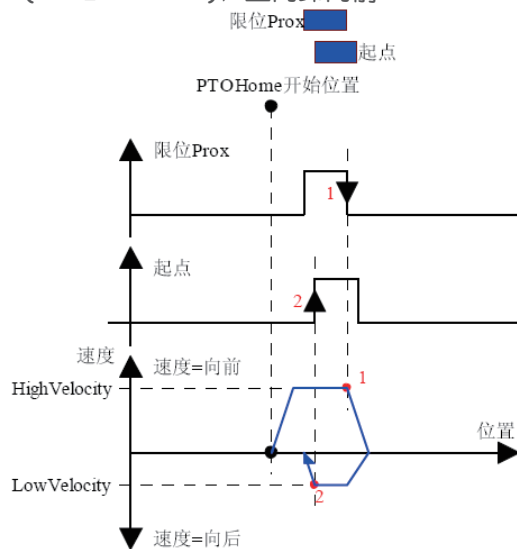 限位Prox
起点
PTOHome开始位置
限位Prox
1
起点
2
速度
速度=向前
HighVelocity
1
位置
LowVelocity
2
速度=向后